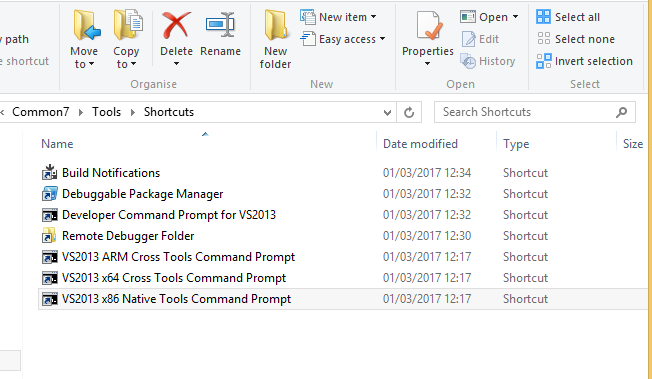 y path
e shortcut
Move to
Copy to
Delete
Rename
Organise
New folder
New item
Easy access
New
Properties
Open
Edit
History
Open
Select all
Select none
Invert selection
Select
Common7 Tools Shortcuts
Search Shortcuts
Name Date modified Type Size
Build Notifications 01/03/2017 12:34 Shortcut
Debuggable Package Manager 01/03/2017 12:32 Shortcut
Developer Command Prompt for VS2013 01/03/2017 12:32 Shortcut
Remote Debugger Folder 01/03/2017 12:30 Shortcut
VS2013 ARM Cross Tools Command Prompt 01/03/2017 12:17 Shortcut
VS2013 x64 Cross Tools Command Prompt 01/03/2017 12:17 Shortcut
VS2013 x86 Native Tools Command Prompt 01/03/2017 12:17 Shortcut